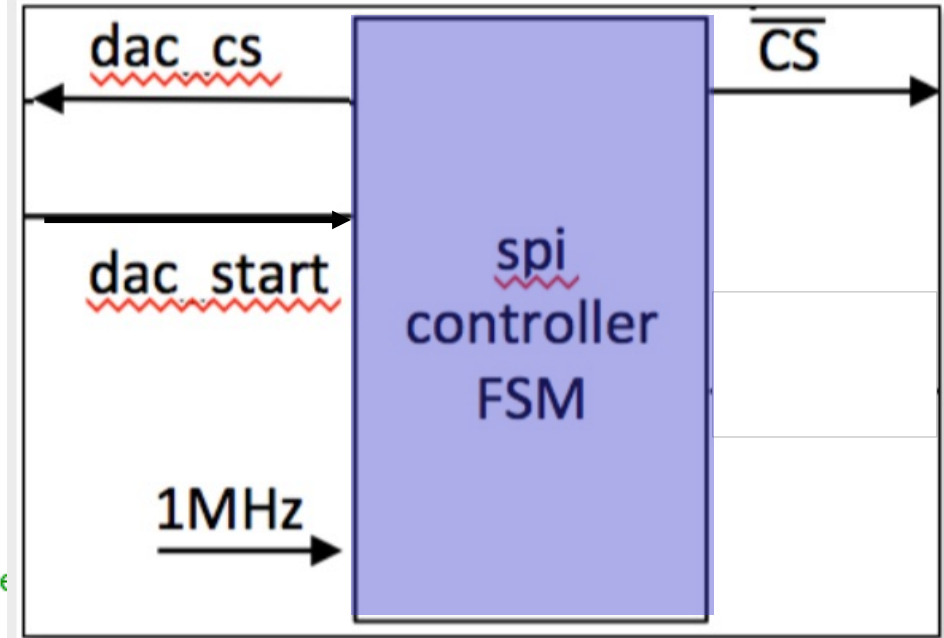 dac_cs
CS
dac_start
spi
controller
FSM
1MHz
e